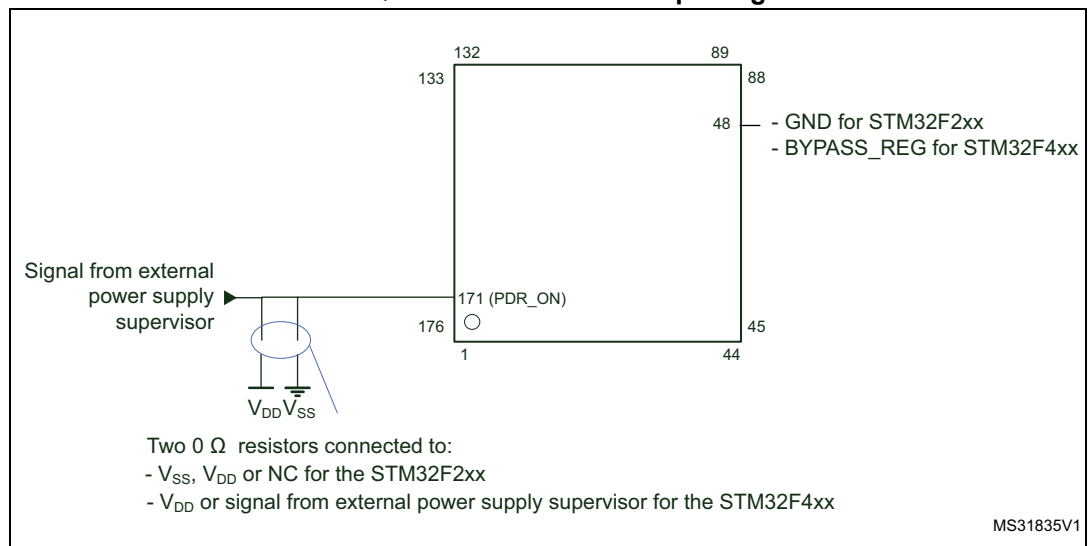 132
89
133
88
48
- GND for STM32F2xx
- BYPASS_REG for STM32F4xx
Signal from external
power supply
supervisor
171 (PDR_ON)
176
45
1
44
VDD VSS
Two 0 Ω resistors connected to:
- VSS, VDD or NC for the STM32F2xx
- VDD or signal from external power supply supervisor for the STM32F4xx
MS31835V1